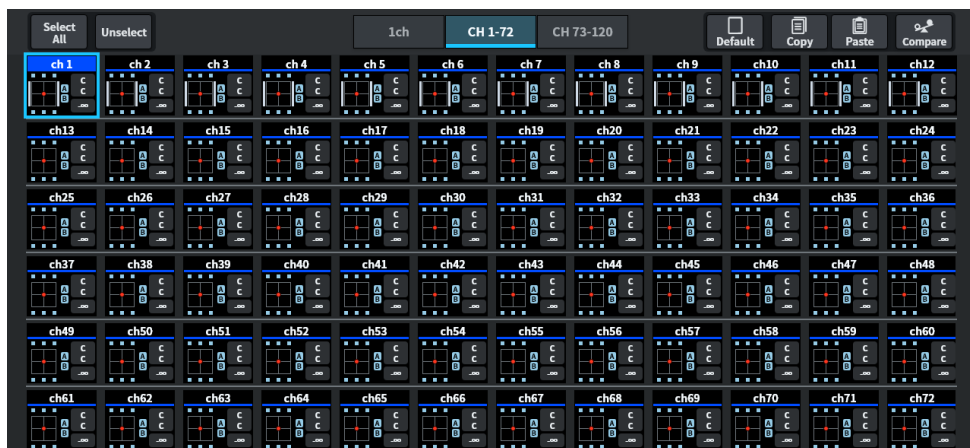 Select All
Unselect
1ch
CH 1-72
CH 73-120
Default
Copy
Paste
Compare
ch 1 ch 2 ch 3 ch 4 ch 5 ch 6 ch 7 ch 8 ch 9 ch10 ch11 ch12
A C A C A C A C A C A C A C A C A C A C A C A C
B C B C B C B C B C B C B C B C B C B C B C B C
-∞ -∞ -∞ -∞ -∞ -∞ -∞ -∞ -∞ -∞ -∞ -∞
ch13 ch14 ch15 ch16 ch17 ch18 ch19 ch20 ch21 ch22 ch23 ch24
A C A C A C A C A C A C A C A C A C A C A C A C
B C B C B C B C B C B C B C B C B C B C B C B C
-∞ -∞ -∞ -∞ -∞ -∞ -∞ -∞ -∞ -∞ -∞ -∞
ch25 ch26 ch27 ch28 ch29 ch30 ch31 ch32 ch33 ch34 ch35 ch36
A C A C A C A C A C A C A C A C A C A C A C A C
B C B C B C B C B C B C B C B C B C B C B C B C
-∞ -∞ -∞ -∞ -∞ -∞ -∞ -∞ -∞ -∞ -∞ -∞
ch37 ch38 ch39 ch40 ch41 ch42 ch43 ch44 ch45 ch46 ch47 ch48
A C A C A C A C A C A C A C A C A C A C A C A C
B C B C B C B C B C B C B C B C B C B C B C B C
-∞ -∞ -∞ -∞ -∞ -∞ -∞ -∞ -∞ -∞ -∞ -∞
ch49 ch50 ch51 ch52 ch53 ch54 ch55 ch56 ch57 ch58 ch59 ch60
A C A C A C A C A C A C A C A C A C A C A C A C
B C B C B C B C B C B C B C B C B C B C B C B C
-∞ -∞ -∞ -∞ -∞ -∞ -∞ -∞ -∞ -∞ -∞ -∞
ch61 ch62 ch63 ch64 ch65 ch66 ch67 ch68 ch69 ch70 ch71 ch72
A C A C A C A C A C A C A C A C A C A C A C A C
B C B C B C B C B C B C B C B C B C B C B C B C
-∞ -∞ -∞ -∞ -∞ -∞ -∞ -∞ -∞ -∞ -∞ -∞